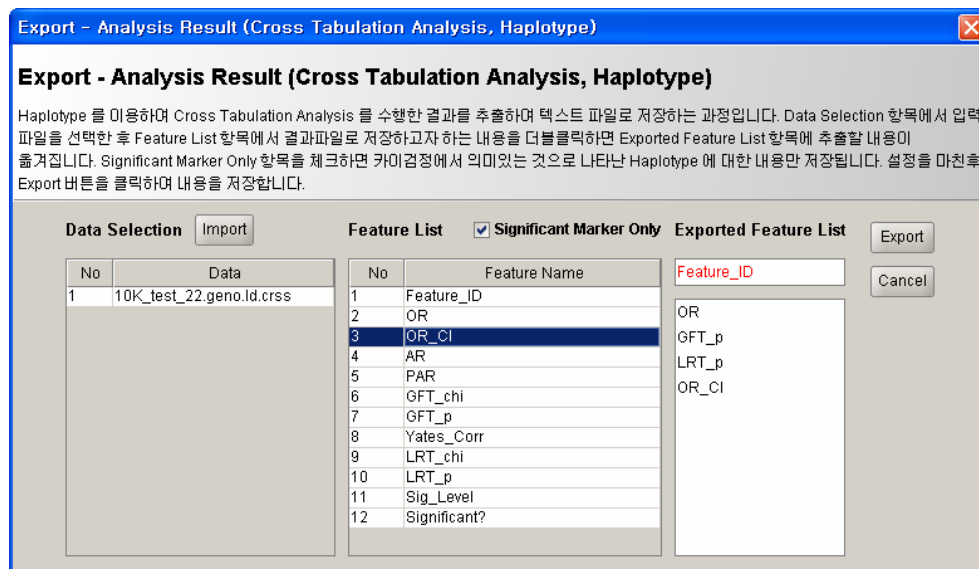 Export - Analysis Result (Cross Tabulation Analysis, Haplotype)
Export - Analysis Result (Cross Tabulation Analysis, Haplotype)
Haplotype 를 이용하여 Cross Tabulation Analysis 를 수행한 결과를 추출하여 텍스트 파일로 저장하는 과정입니다. Data Selection 항목에서 입력
파일을 선택한 후 Feature List 항목에서 결과파일로 저장하고자 하는 내용을 더블클릭하면 Exported Feature List 항목에 추출할 내용이
옮겨집니다. Significant Marker Only 항목을 체크하면 카이검정에서 의미있는 것으로 나타난 Haplotype 에 대한 내용만 저장됩니다. 설정을 마친후
Export 버튼을 클릭하여 내용을 저장합니다.
Data Selection Import Feature List Significant Marker Only Exported Feature List Export
No Data No Feature Name Feature_ID Cancel
1 10K_test_22.geno.ld.crss 1 Feature_ID
2 OR OR
3 OR_CI GFT_p
4 AR LRT_p
5 PAR OR_CI
6 GFT_chi
7 GFT_p
8 Yates_Corr
9 LRT_chi
10 LRT_p
11 Sig_Level
12 Significant?